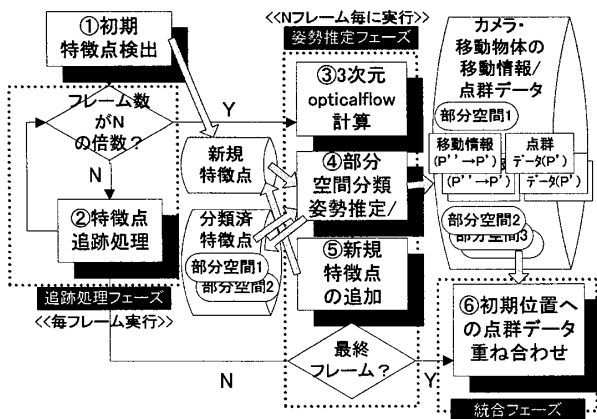 ①初期
特徴点検出
<<Nフレーム毎に実行>>
姿勢推定フェーズ
カメラ・
移動物体の
移動情報/
点群データ
フレーム数
がN
の倍数？
Y
N
③3次元
opticalflow
計算
新規
特徴点
④部分
空間分類
姿勢推定/
部分空間1
移動情報
(P''→P')
点群
データ(P')
(P''→P')
データ(P')
②特徴点
追跡処理
分類済
特徴点
部分空間1
部分空間2
⑤新規
特徴点
の追加
部分空間2
部分空間3
追跡処理フェーズ
<<毎フレーム実行>>
最終
フレーム？
N
Y
⑥初期位置へ
の点群データ
重ね合わせ
統合フェーズ